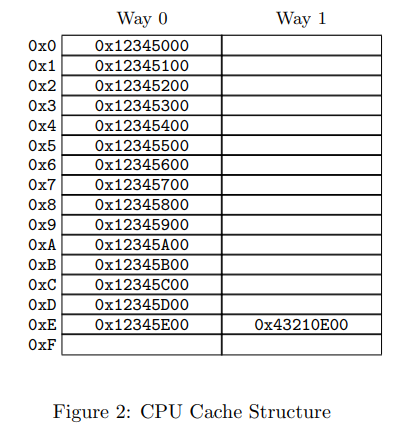 Way 0 Way 1
0x0 0x12345000
0x1 0x12345100
0x2 0x12345200
0x3 0x12345300
0x4 0x12345400
0x5 0x12345500
0x6 0x12345600
0x7 0x12345700
0x8 0x12345800
0x9 0x12345900
0xA 0x12345A00
0xB 0x12345B00
0xC 0x12345C00
0xD 0x12345D00
0xE 0x12345E00 0x43210E00
0xF
Figure 2: CPU Cache Structure